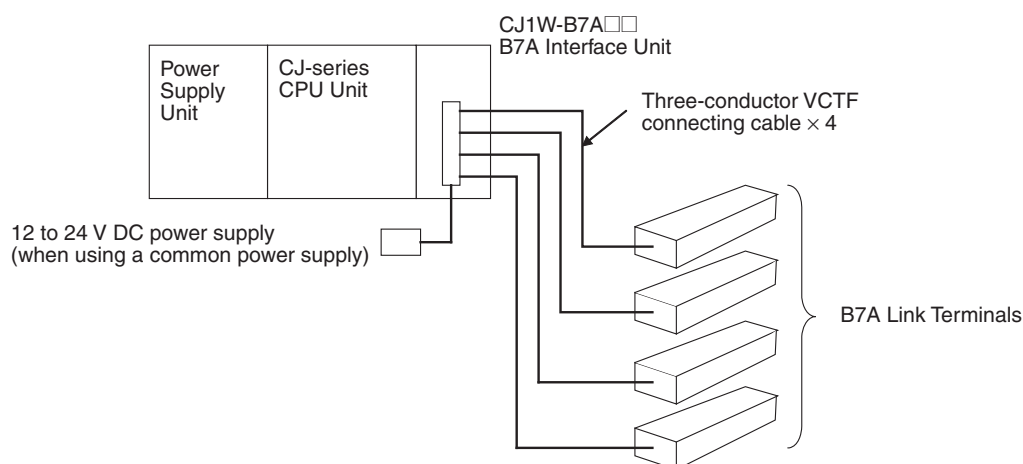 CJ1W-B7A□□
B7A Interface Unit
Power
Supply
Unit
CJ-series
CPU Unit
Three-conductor VCTF
connecting cable × 4
12 to 24 V DC power supply
(when using a common power supply)
B7A Link Terminals